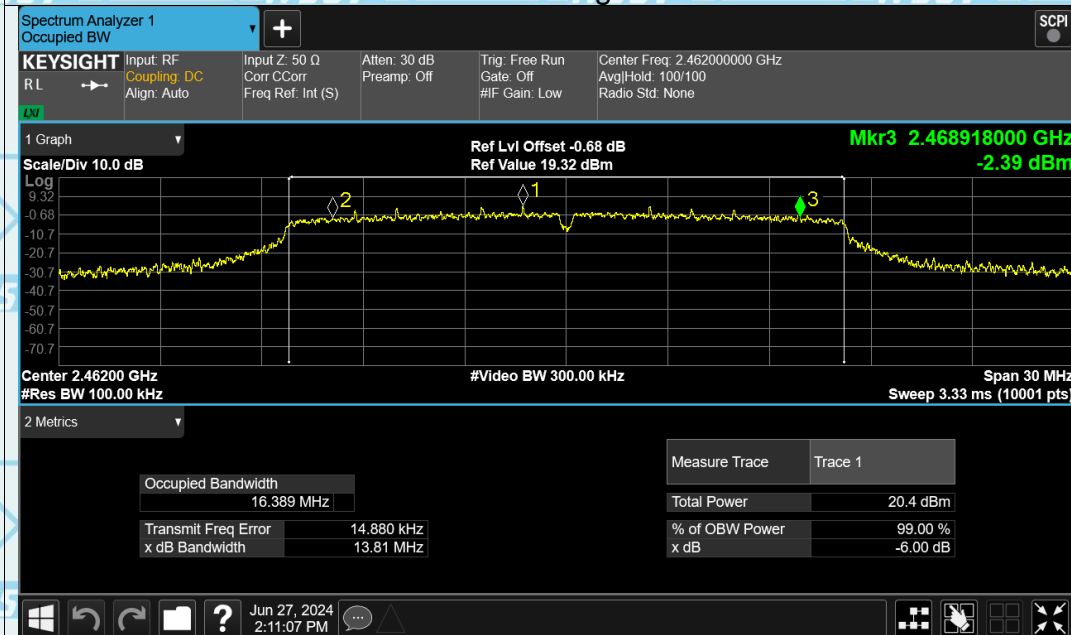 Spectrum Analyzer 1
Occupied BW
+
SCPI
KEYSIGHT
R L
LXI
Input: RF
Coupling: DC
Align: Auto
Input Z: 50 Ω
Corr CCorr
Freq Ref: Int (S)
Atten: 30 dB
Preamp: Off
Trig: Free Run
Gate: Off
#IF Gain: Low
Center Freq: 2.462000000 GHz
Avg|Hold: 100/100
Radio Std: None
1 Graph
Scale/Div 10.0 dB
Ref Lvl Offset -0.68 dB
Ref Value 19.32 dBm
Mkr3 2.468918000 GHz
-2.39 dBm
Log
9.32
-0.68
-10.7
-20.7
-30.7
-40.7
-50.7
-60.7
-70.7
2
1
3
Center 2.46200 GHz
#Video BW 300.00 kHz
Span 30 MHz
#Res BW 100.00 kHz
Sweep 3.33 ms (10001 pts)
2 Metrics
Occupied Bandwidth
16.389 MHz
Transmit Freq Error 14.880 kHz
x dB Bandwidth 13.81 MHz
Measure Trace Trace 1
Total Power 20.4 dBm
% of OBW Power 99.00 %
x dB -6.00 dB
?
Jun 27, 2024
2:11:07 PM